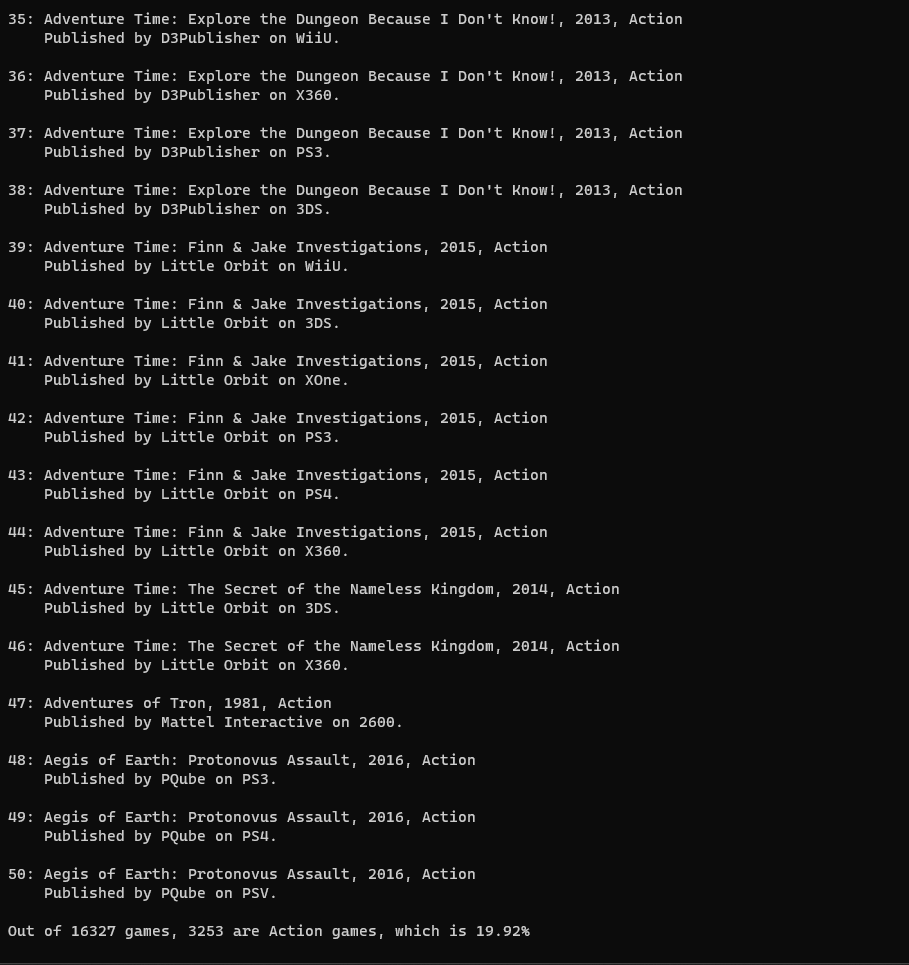 35: Adventure Time: Explore the Dungeon Because I Don't Know!, 2013, Action
Published by D3Publisher on WiiU.
36: Adventure Time: Explore the Dungeon Because I Don't Know!, 2013, Action
Published by D3Publisher on X360.
37: Adventure Time: Explore the Dungeon Because I Don't Know!, 2013, Action
Published by D3Publisher on PS3.
38: Adventure Time: Explore the Dungeon Because I Don't Know!, 2013, Action
Published by D3Publisher on 3DS.
39: Adventure Time: Finn & Jake Investigations, 2015, Action
Published by Little Orbit on WiiU.
40: Adventure Time: Finn & Jake Investigations, 2015, Action
Published by Little Orbit on 3DS.
41: Adventure Time: Finn & Jake Investigations, 2015, Action
Published by Little Orbit on XOne.
42: Adventure Time: Finn & Jake Investigations, 2015, Action
Published by Little Orbit on PS3.
43: Adventure Time: Finn & Jake Investigations, 2015, Action
Published by Little Orbit on PS4.
44: Adventure Time: Finn & Jake Investigations, 2015, Action
Published by Little Orbit on X360.
45: Adventure Time: The Secret of the Nameless Kingdom, 2014, Action
Published by Little Orbit on 3DS.
46: Adventure Time: The Secret of the Nameless Kingdom, 2014, Action
Published by Little Orbit on X360.
47: Adventures of Tron, 1981, Action
Published by Mattel Interactive on 2600.
48: Aegis of Earth: Protonovus Assault, 2016, Action
Published by PQube on PS3.
49: Aegis of Earth: Protonovus Assault, 2016, Action
Published by PQube on PS4.
50: Aegis of Earth: Protonovus Assault, 2016, Action
Published by PQube on PSV.
Out of 16327 games, 3253 are Action games, which is 19.92%